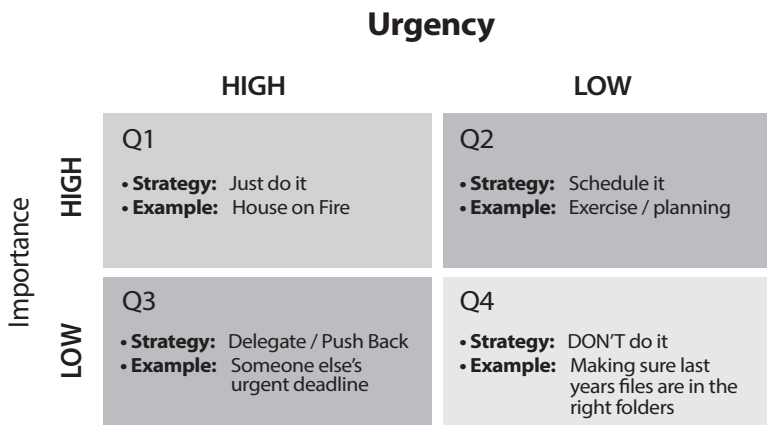 Urgency
HIGH
LOW
Importance
HIGH
Q1
• Strategy: Just do it
• Example: House on Fire
Q2
• Strategy: Schedule it
• Example: Exercise / planning
LOW
Q3
• Strategy: Delegate / Push Back
• Example: Someone else's
urgent deadline
Q4
• Strategy: DON'T do it
• Example: Making sure last
years files are in the
right folders